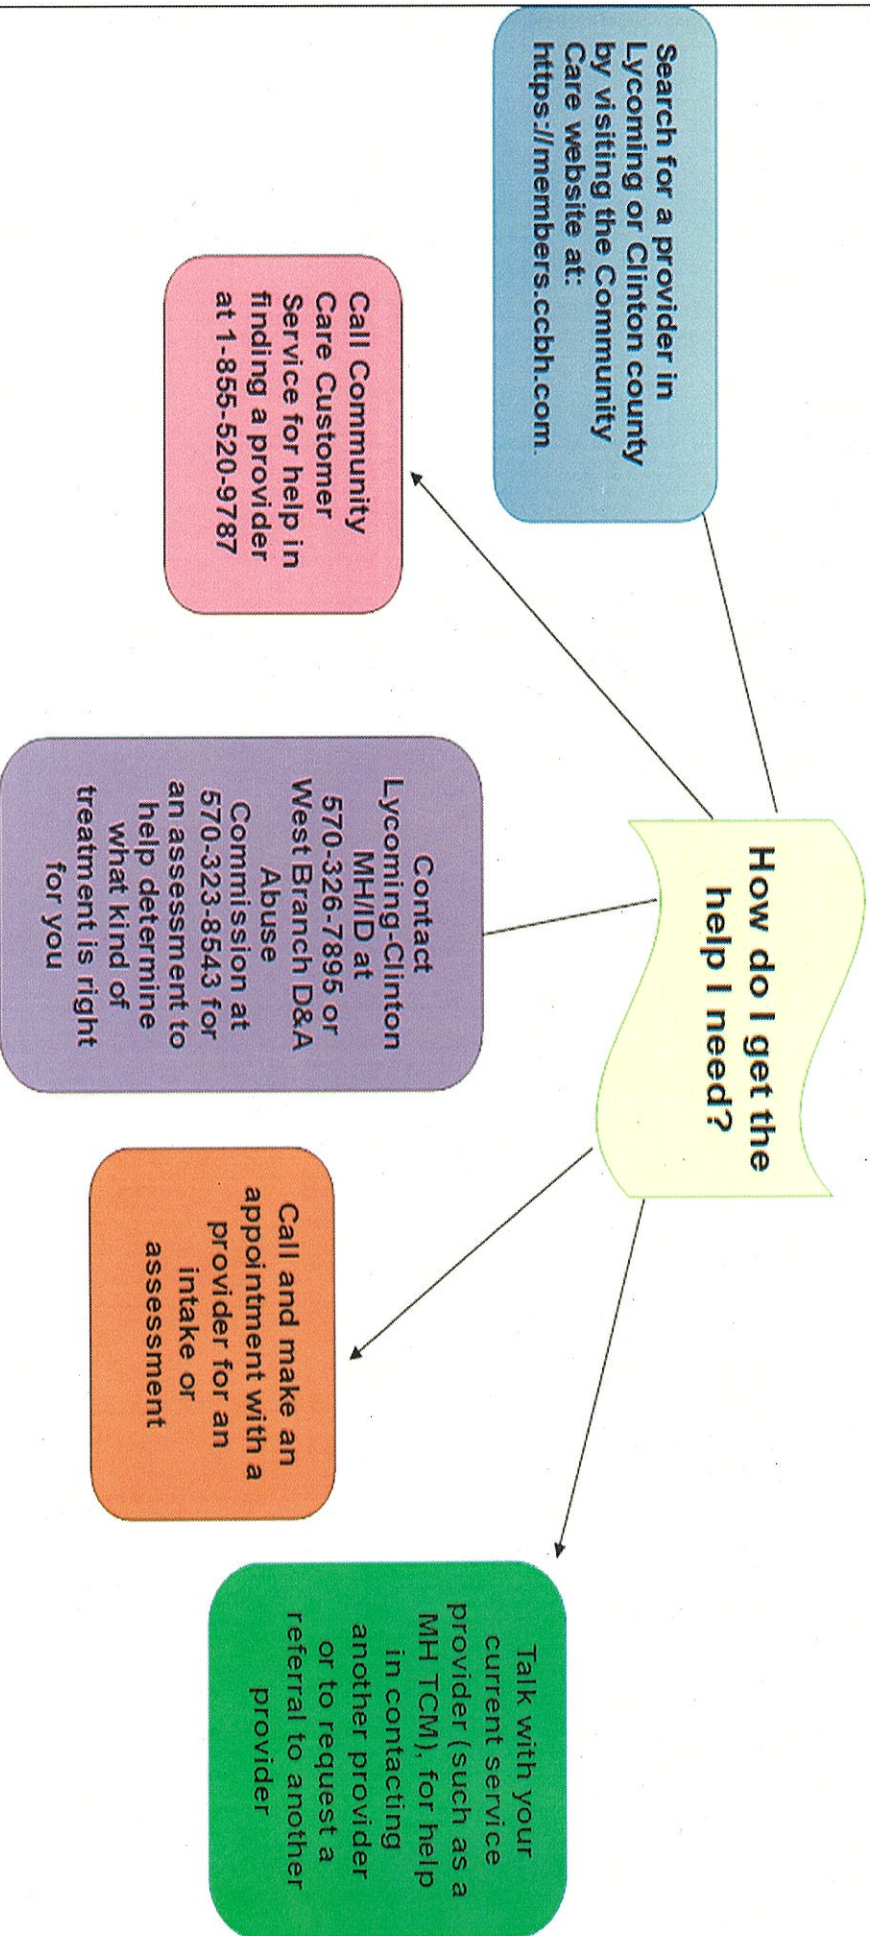 How do I get the
help I need?
Search for a provider in
Lycoming or Clinton county
by visiting the Community
Care website at:
https://members.ccbh.com.
Call Community
Care Customer
Service for help in
finding a provider
at 1-855-520-9787
Contact
Lycoming-Clinton
MH/ID at
570-326-7895 or
West Branch D&A
Abuse
Commission at
570-323-8543 for
an assessment to
help determine
what kind of
treatment is right
for you
Call and make an
appointment with a
provider for an
intake or
assessment
Talk with your
current service
provider (such as a
MH TCM), for help
in contacting
another provider
or to request a
referral to another
provider